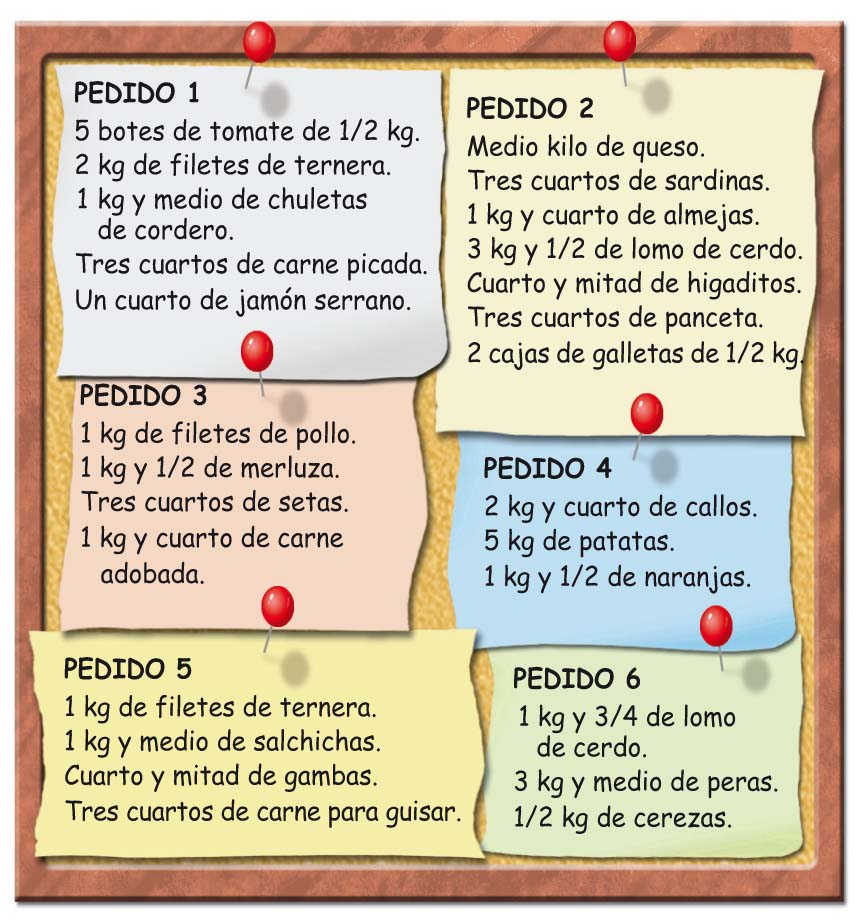 PEDIDO 1
5 botes de tomate de 1/2 kg.
2 kg de filetes de ternera.
1 kg y medio de chuletas
de cordero.
Tres cuartos de carne picada.
Un cuarto de jamón serrano.
PEDIDO 2
Medio kilo de queso.
Tres cuartos de sardinas.
1 kg y cuarto de almejas.
3 kg y 1/2 de lomo de cerdo.
Cuarto y mitad de higaditos.
Tres cuartos de panceta.
2 cajas de galletas de 1/2 kg.
PEDIDO 3
1 kg de filetes de pollo.
1 kg y 1/2 de merluza.
Tres cuartos de setas.
1 kg y cuarto de carne
adobada.
PEDIDO 4
2 kg y cuarto de callos.
5 kg de patatas.
1 kg y 1/2 de naranjas.
PEDIDO 5
1 kg de filetes de ternera.
1 kg y medio de salchichas.
Cuarto y mitad de gambas.
Tres cuartos de carne para guisar.
PEDIDO 6
1 kg y 3/4 de lomo
de cerdo.
3 kg y medio de peras.
1/2 kg de cerezas.